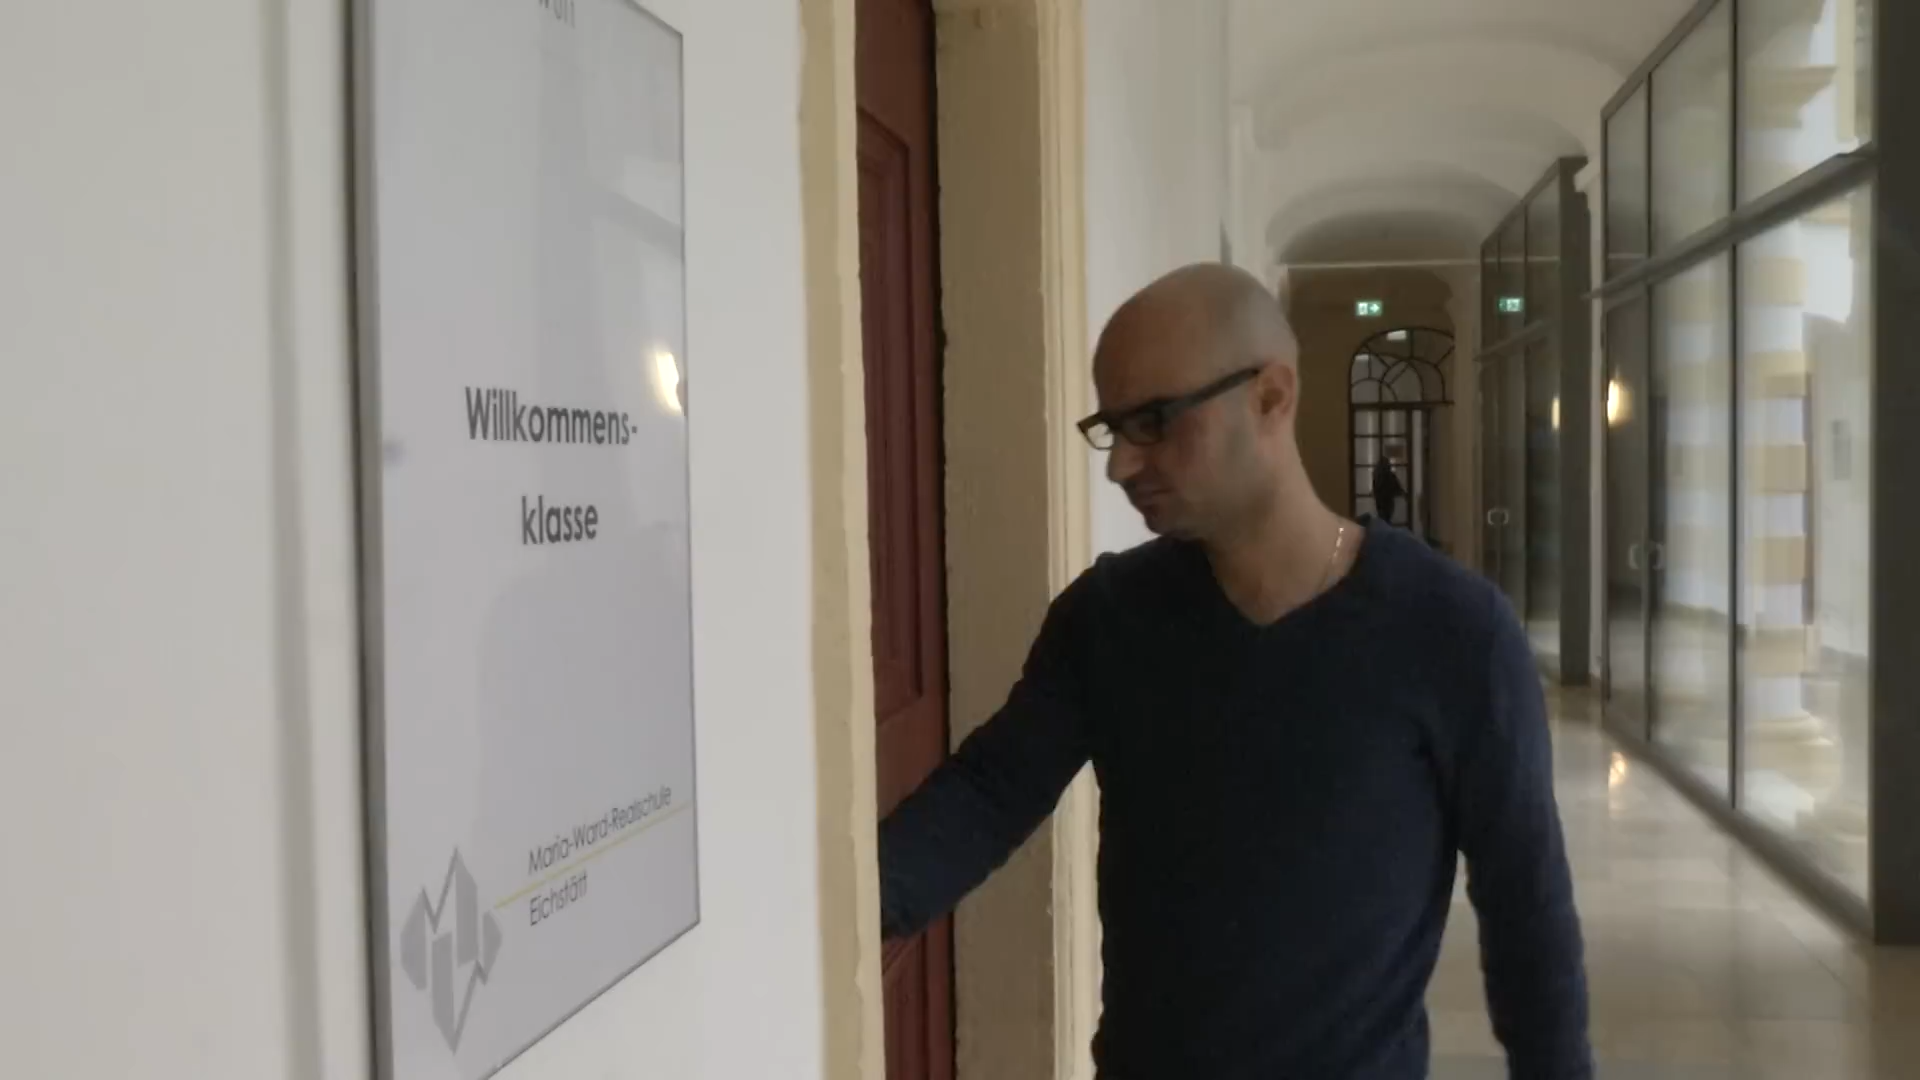 Willkommens-
klasse
Maria-Ward-Realschule
Eichstätt